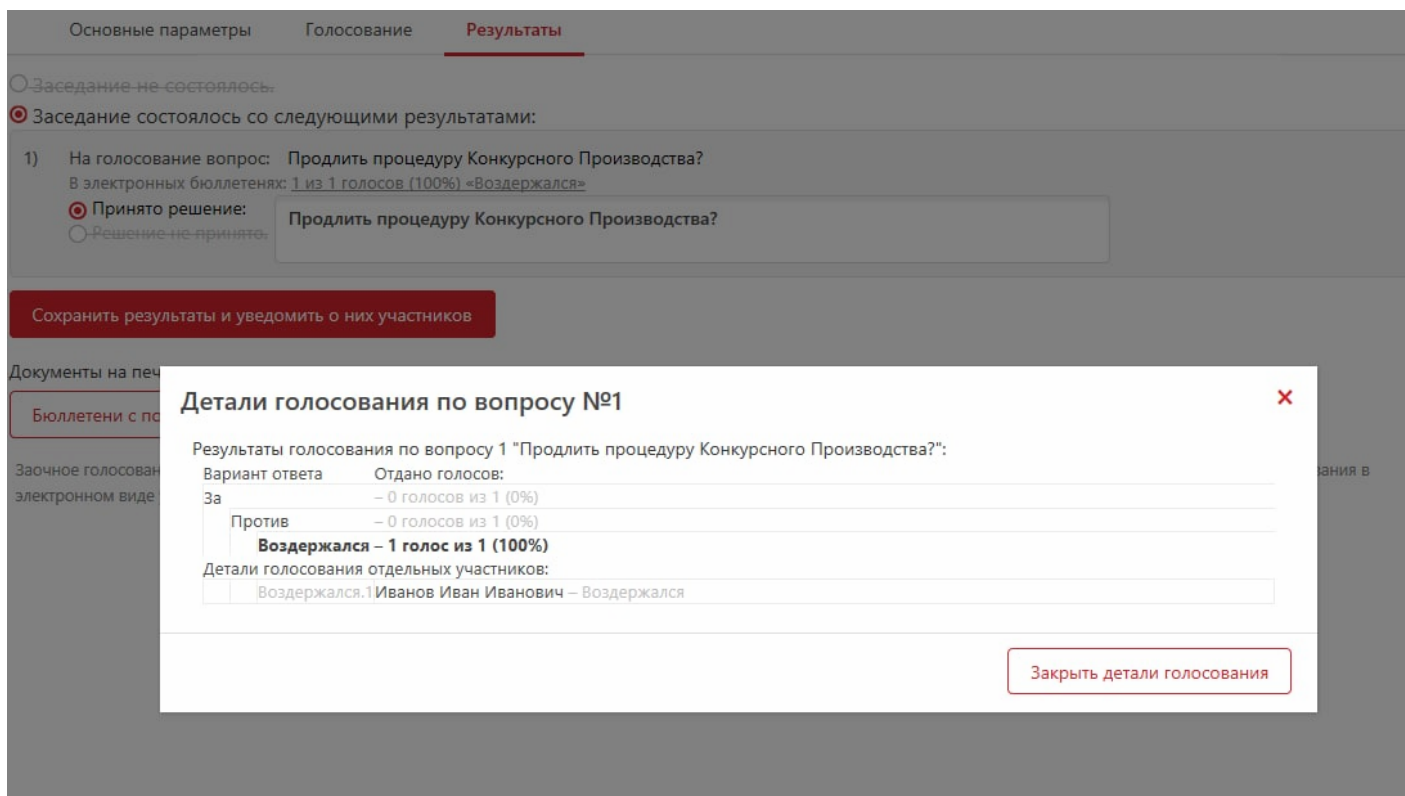 Основные параметры Голосование Результаты
Заседание не состоялось.
Заседание состоялось со следующими результатами:
1) На голосование вопрос: Продлить процедуру Конкурсного Производства?
В электронных бюллетенях: 1 из 1 голосов (100%) «Воздержался»
Принято решение: Продлить процедуру Конкурсного Производства?
Решение не принято.
Сохранить результаты и уведомить о них участников
Документы на печ
Бюллетени с по
Заочное голосован
ания в
электронном виде
Детали голосования по вопросу №1
×
Результаты голосования по вопросу 1 "Продлить процедуру Конкурсного Производства?":
Вариант ответа Отдано голосов:
За – 0 голосов из 1 (0%)
Против – 0 голосов из 1 (0%)
Воздержался – 1 голос из 1 (100%)
Детали голосования отдельных участников:
Воздержался.1 Иванов Иван Иванович – Воздержался
Закрыть детали голосования